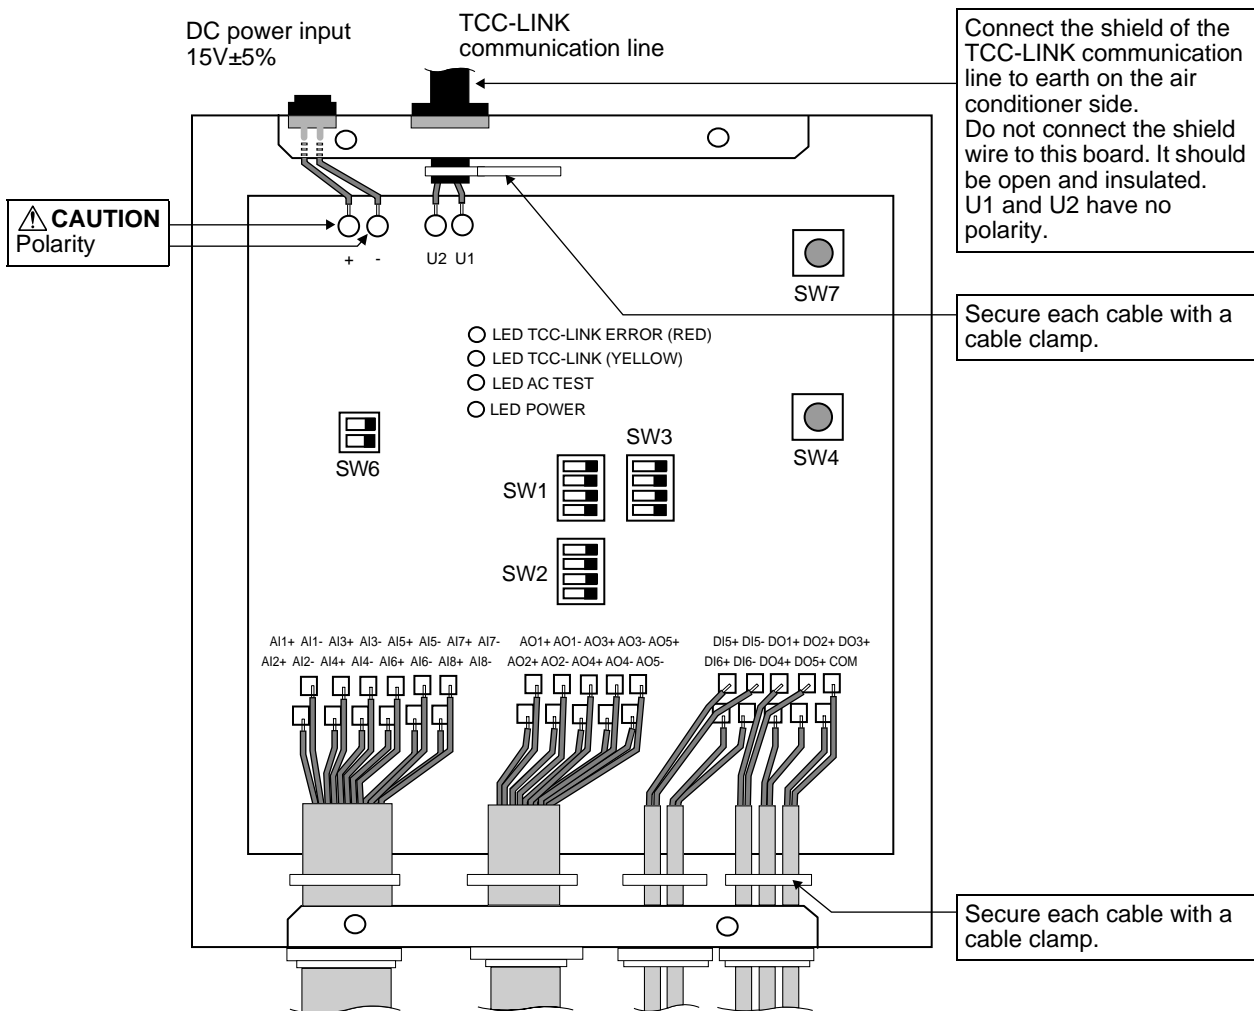 DC power input
15V±5%
TCC-LINK
communication line
Connect the shield of the
TCC-LINK communication
line to earth on the air
conditioner side.
Do not connect the shield
wire to this board. It should
be open and insulated.
U1 and U2 have no
polarity.
⚠ CAUTION
Polarity
+ - U2 U1
SW7
Secure each cable with a
cable clamp.
LED TCC-LINK ERROR (RED)
LED TCC-LINK (YELLOW)
LED AC TEST
LED POWER
SW6
SW3
SW4
SW1
SW2
AI1+ AI1- AI3+ AI3- AI5+ AI5- AI7+ AI7-
AI2+ AI2- AI4+ AI4- AI6+ AI6- AI8+ AI8-
AO1+ AO1- AO3+ AO3- AO5+
AO2+ AO2- AO4+ AO4- AO5-
DI5+ DI5- DO1+ DO2+ DO3+
DI6+ DI6- DO4+ DO5+ COM
Secure each cable with a
cable clamp.